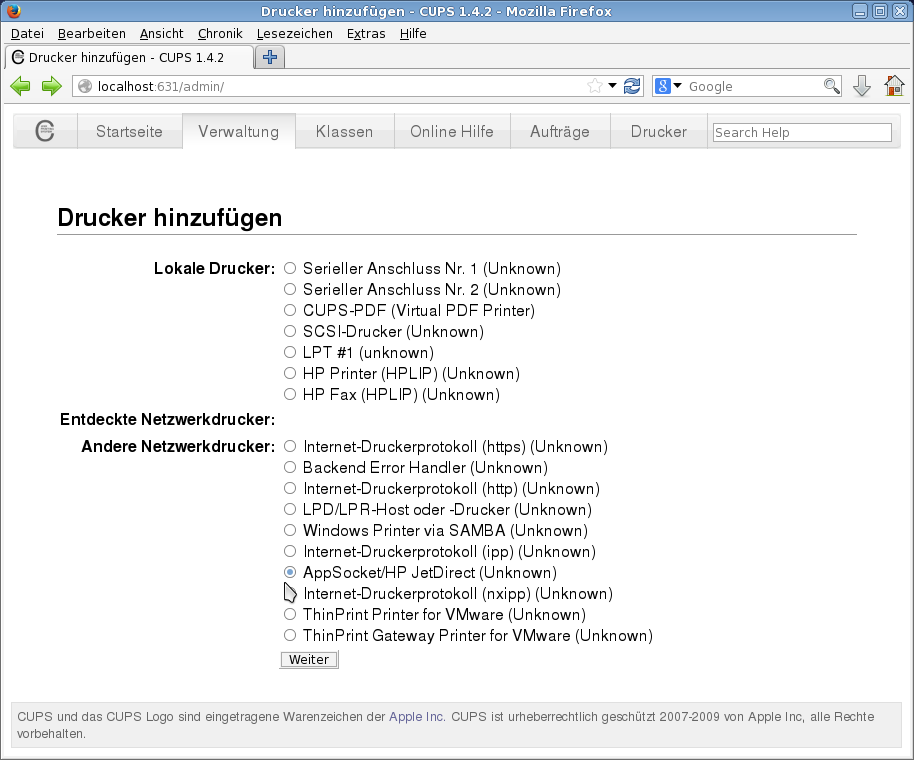 Drucker hinzufügen - CUPS 1.4.2 - Mozilla Firefox
Datei Bearbeiten Ansicht Chronik Lesezeichen Extras Hilfe
Drucker hinzufügen - CUPS 1.4.2
localhost:631/admin/ Google
Startseite Verwaltung Klassen Online Hilfe Aufträge Drucker Search Help
Drucker hinzufügen
Lokale Drucker: Serieller Anschluss Nr. 1 (Unknown)
Serieller Anschluss Nr. 2 (Unknown)
CUPS-PDF (Virtual PDF Printer)
SCSI-Drucker (Unknown)
LPT #1 (unknown)
HP Printer (HPLIP) (Unknown)
HP Fax (HPLIP) (Unknown)
Entdeckte Netzwerkdrucker:
Andere Netzwerkdrucker: Internet-Druckerprotokoll (https) (Unknown)
Backend Error Handler (Unknown)
Internet-Druckerprotokoll (http) (Unknown)
LPD/LPR-Host oder -Drucker (Unknown)
Windows Printer via SAMBA (Unknown)
Internet-Druckerprotokoll (ipp) (Unknown)
AppSocket/HP JetDirect (Unknown)
Internet-Druckerprotokoll (nxipp) (Unknown)
ThinPrint Printer for VMware (Unknown)
ThinPrint Gateway Printer for VMware (Unknown)
Weiter
CUPS und das CUPS Logo sind eingetragene Warenzeichen der Apple Inc. CUPS ist urheberrechtlich geschützt 2007-2009 von Apple Inc, alle Rechte
vorbehalten.